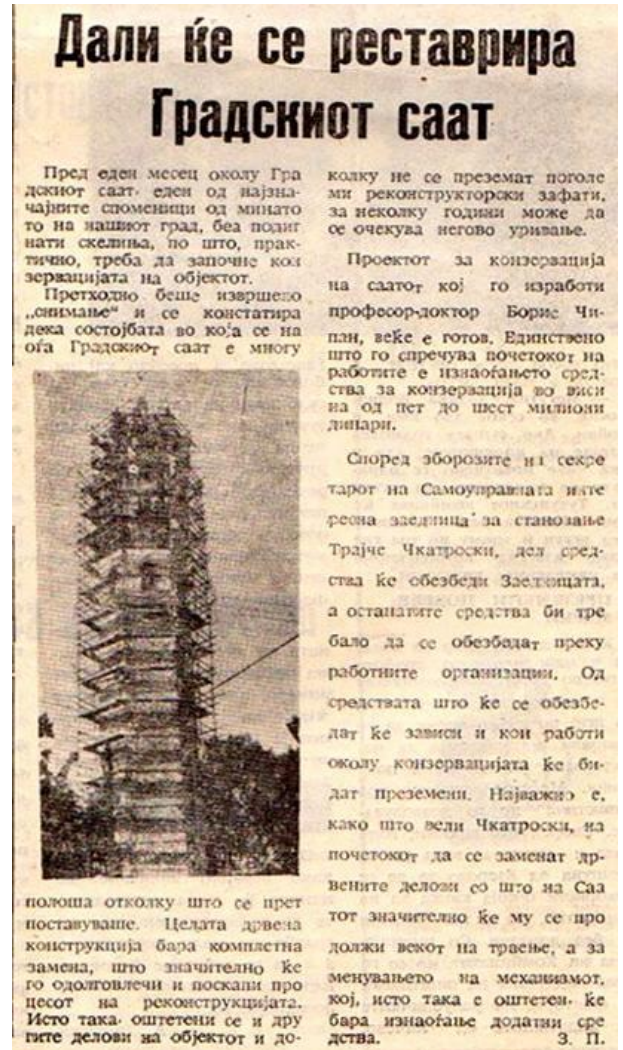 Дали ќе се реставрира
Градскиот саат
Пред еден месец околу Гра
дскиот саат. еден од најзна-
чајните споменици од минато
то на нашиот град, беа подиг
нати скелиња, по што, прак-
тично, треба да започне кон
зервацијата на објектот.
Претходно беше извршено
„снимање“ и се констатира
дека состојбата во која се на
оѓа Градскиот саат е многу
полоша отколку што се прет
поставуваше. Целата дрвена
конструкција бара комплетна
замена, што значително ќе
го одолговлечи и поскапи про
цесот на реконструкцијата.
Исто така. оштетени се и дру
гите делови на објектот и до-
колку не се преземат поголе
ми реконструкторски зафати,
за неколку години може да
се очекува негово уривање.
Проектот за конзервација
на саатот кој го изработи
професор-доктор Борис Чи-
пан, веќе е готов. Единствено
што го спречува почетокот на
работите е изнаоѓањето сред-
ства за конзервација во виси
на од пет до шест милиони
динари.
Според зборозите на секре
тарот на Самоуправната инте
ресна заедница за станозање
Трајче Чкатроски, дел сред-
ства ќе обезбеди Заедницата,
а останатите средства би тре
бало да се обезбедат преку
работните организации. Од
средствата што ќе се обезбе-
дат ќе зависи и кои работи
околу конзервацијата ќе би-
дат преземени. Најважно е,
како што вели Чкатроски, на
почетокот да се заменат др-
вените делови со што на Саа
тот значително ќе му се про
должи векот на траење, а за
менувањето на механизмот,
кој, исто така е оштетен. ќе
бара изнаоѓање додатни сре
дства. З. П.